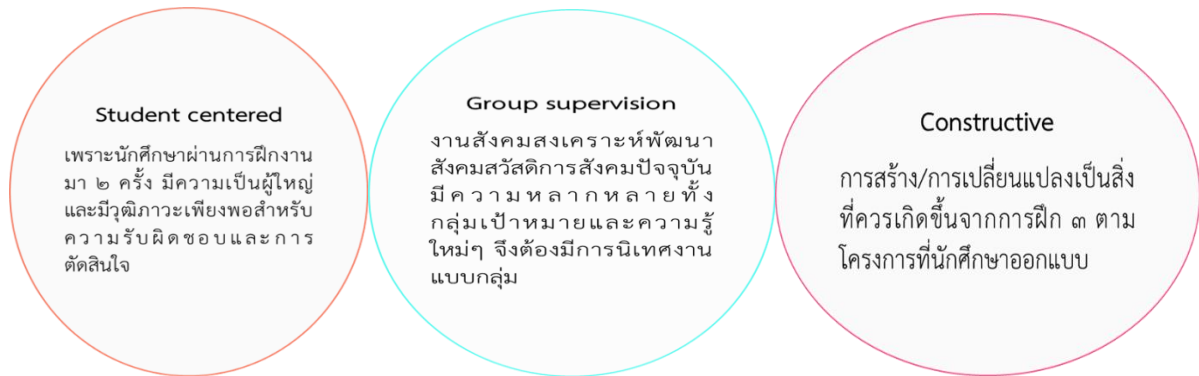 Student centered
เพราะนักศึกษาผ่านการฝึกงาน
มา ๒ ครั้ง มีความเป็นผู้ใหญ่
และมีวุฒิภาวะเพียงพอสำหรับ
ความรับผิดชอบและการ
ตัดสินใจ
Group supervision
งานสังคมสงเคราะห์พัฒนา
สังคมสวัสดิการสังคมปัจจุบัน
มีความหลากหลายทั้ง
กลุ่มเป้าหมายและความรู้
ใหม่ๆ จึงต้องมีการนิเทศงาน
แบบกลุ่ม
Constructive
การสร้าง/การเปลี่ยนแปลงเป็นสิ่ง
ที่ควรเกิดขึ้นจากการฝึก ๓ ตาม
โครงการที่นักศึกษาออกแบบ